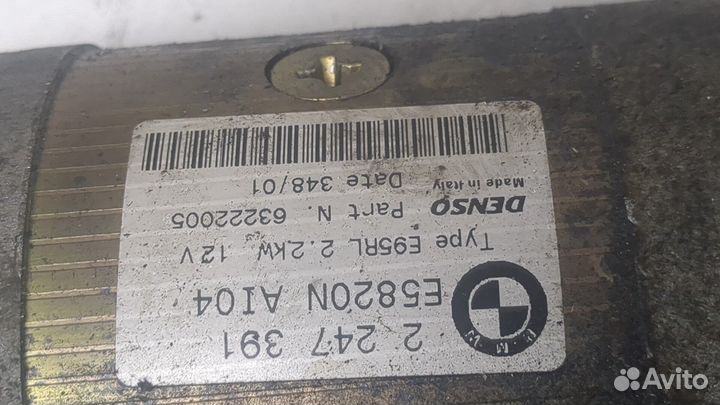 BMW
2 247 391
E5820N AI04
Type E95RL 2.2kW 12V
DENSO Part N. 63222005
Made in Italy Date 348/01
Avito